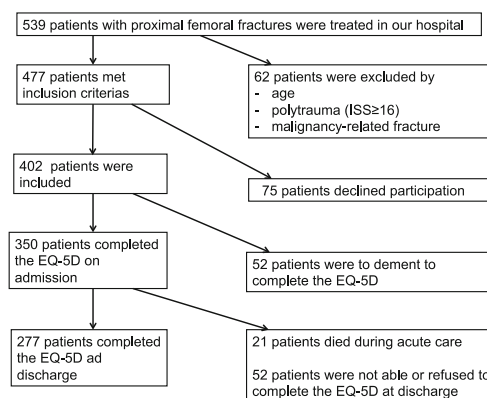 539 patients with proximal femoral fractures were treated in our hospital
477 patients met
inclusion criterias
62 patients were excluded by
- age
- polytrauma (ISS≥16)
- malignancy-related fracture
402 patients were
included
75 patients declined participation
350 patients completed
the EQ-5D on
admission
52 patients were to dement to
complete the EQ-5D
277 patients completed
the EQ-5D ad
discharge
21 patients died during acute care
52 patients were not able or refused to
complete the EQ-5D at discharge